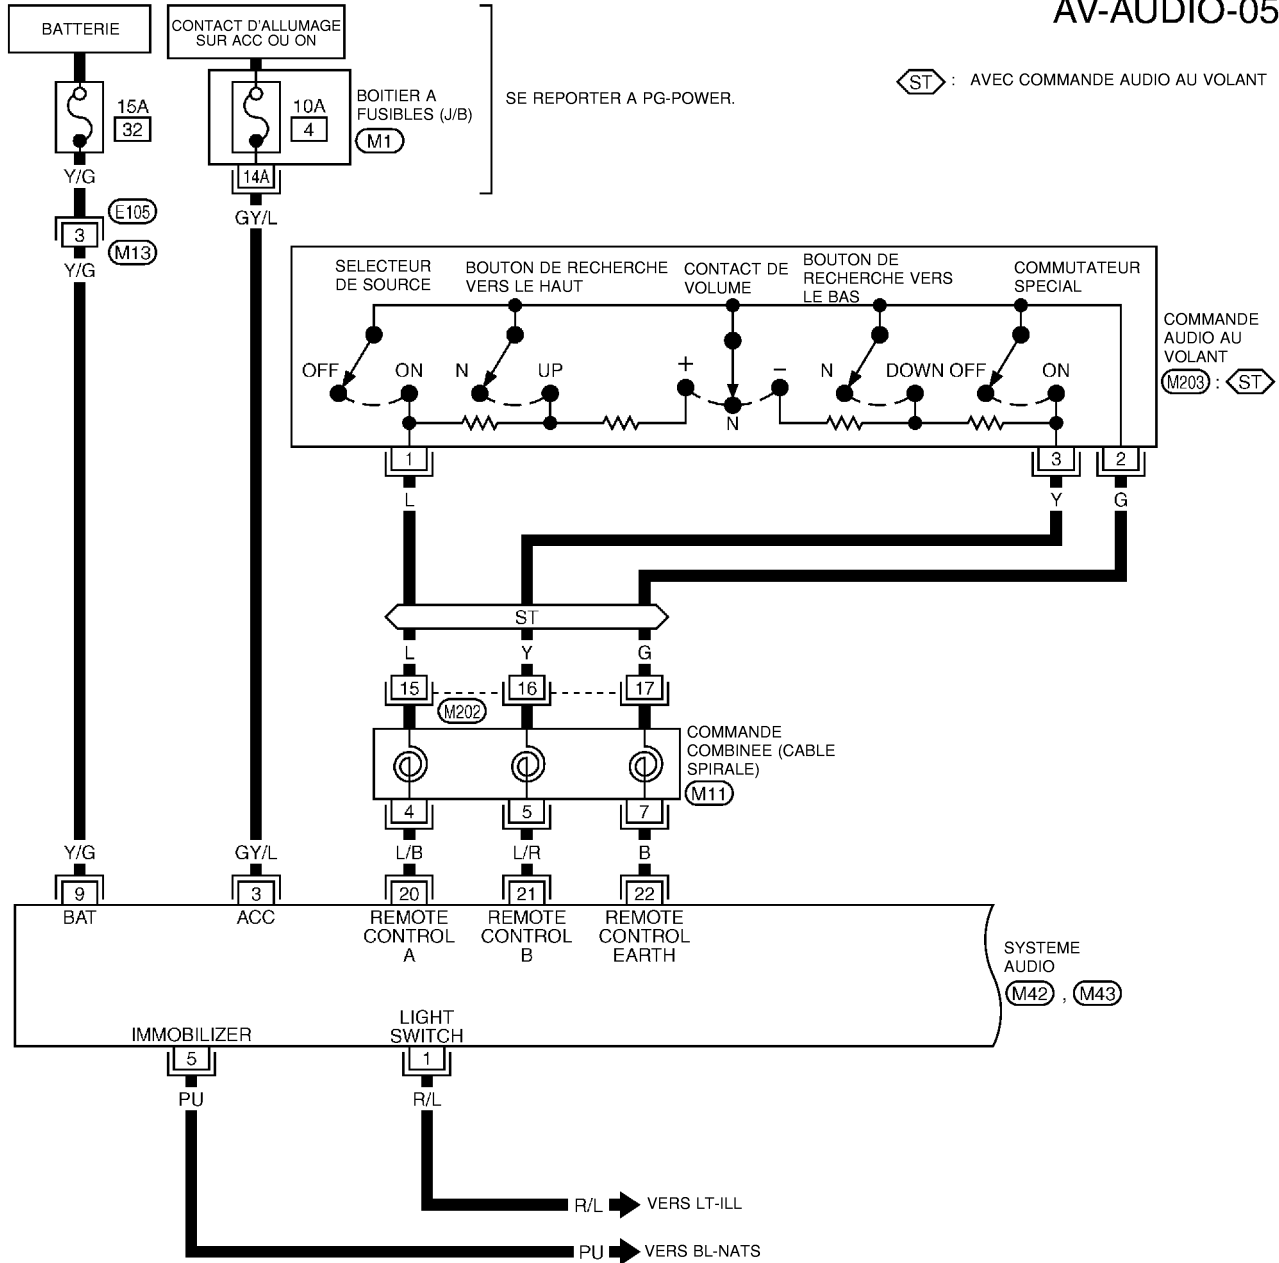 AV-AUDIO-05
BATTERIE
CONTACT D'ALLUMAGE
SUR ACC OU ON
ST : AVEC COMMANDE AUDIO AU VOLANT
15A
32
10A
4
BOITIER A
FUSIBLES (J/B)
M1
SE REPORTER A PG-POWER.
Y/G
14A
E105
3
M13
GY/L
Y/G
SELECTEUR
DE SOURCE
BOUTON DE RECHERCHE
VERS LE HAUT
CONTACT DE
VOLUME
BOUTON DE
RECHERCHE VERS
LE BAS
COMMUTATEUR
SPECIAL
OFF
ON
N
UP
+
N
−
N
DOWN
OFF
ON
COMMANDE
AUDIO AU
VOLANT
M203 : ST
1
3
2
L
Y
G
ST
L
Y
G
15
16
17
M202
COMMANDE
COMBINEE (CABLE
SPIRALE)
M11
4
5
7
Y/G
GY/L
L/B
L/R
B
9
3
20
21
22
BAT
ACC
REMOTE
CONTROL
A
REMOTE
CONTROL
B
REMOTE
CONTROL
EARTH
SYSTEME
AUDIO
M42 , M43
IMMOBILIZER
LIGHT
SWITCH
5
1
PU
R/L
R/L
VERS LT-ILL
PU
VERS BL-NATS